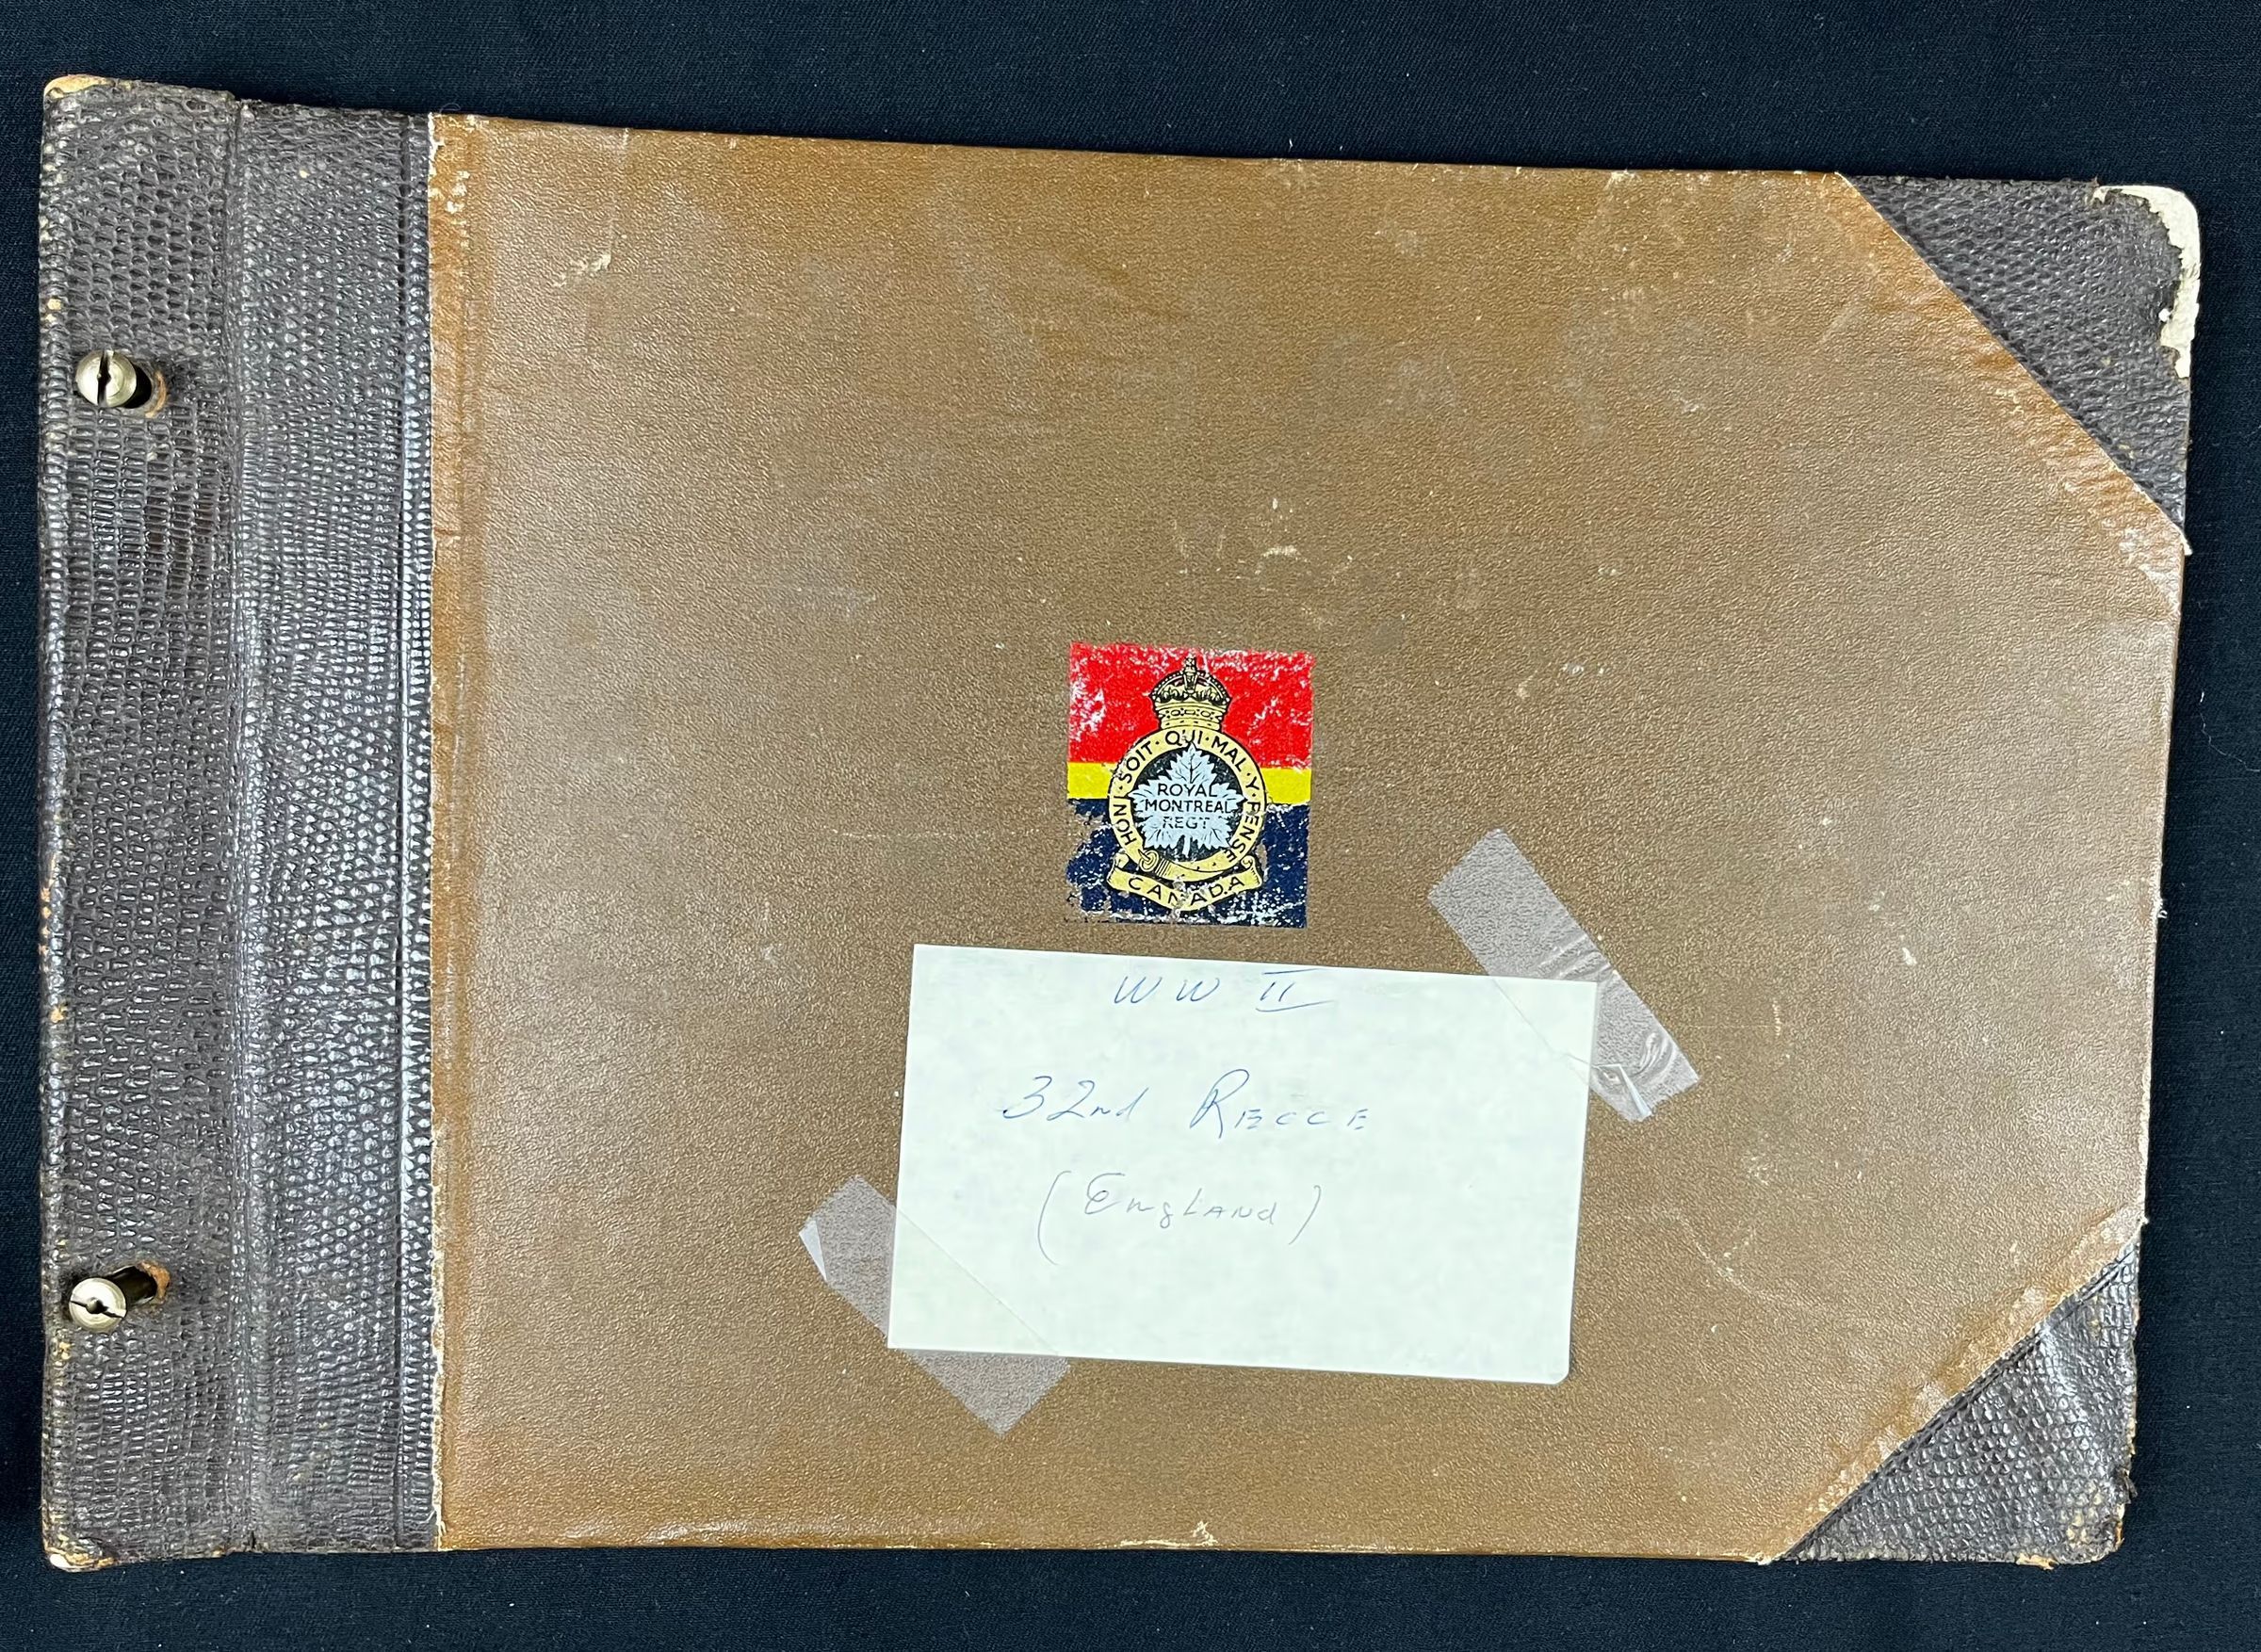 HONI · SOIT · QUI · MAL · Y · PENSE
ROYAL
MONTREAL
REGT
CANADA
WW II
32nd RECCE
(England)